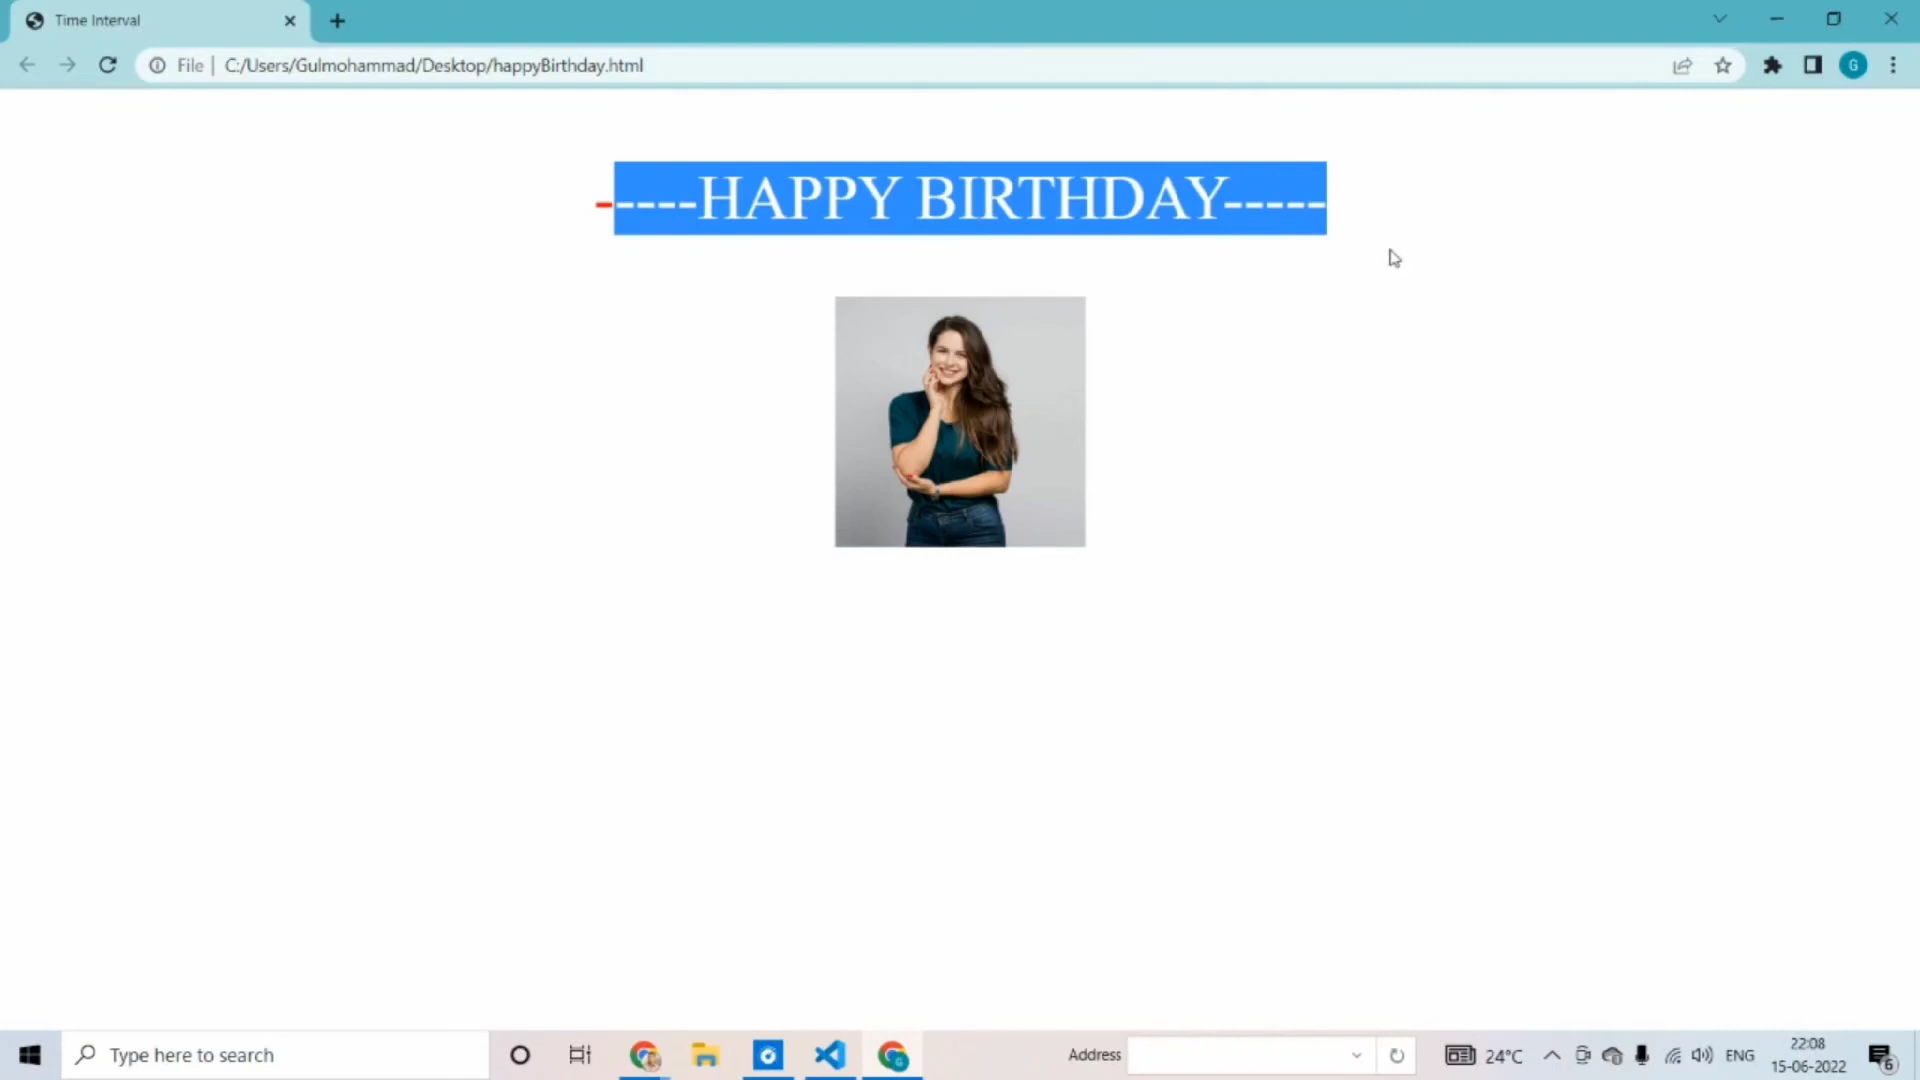 Time Interval
File | C:/Users/Gulmohammad/Desktop/happyBirthday.html
G
-----HAPPY BIRTHDAY-----
Type here to search
G
Address
24°C
ENG
22:08
15-06-2022
6